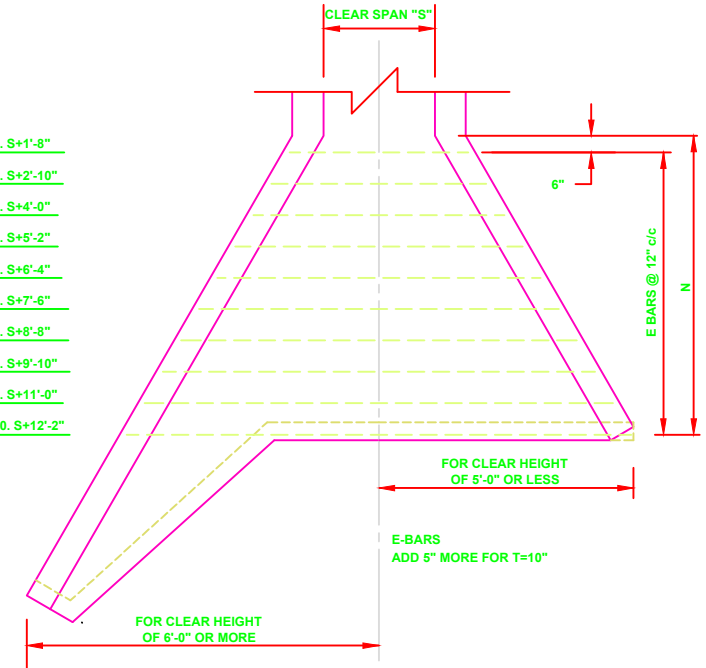 CLEAR SPAN "S"
. S+1'-8"
. S+2'-10"
. S+4'-0"
. S+5'-2"
. S+6'-4"
. S+7'-6"
. S+8'-8"
. S+9'-10"
. S+11'-0"
0. S+12'-2"
6"
E BARS @ 12" c/c
N
FOR CLEAR HEIGHT
OF 5'-0" OR LESS
E-BARS
ADD 5" MORE FOR T=10"
FOR CLEAR HEIGHT
OF 6'-0" OR MORE